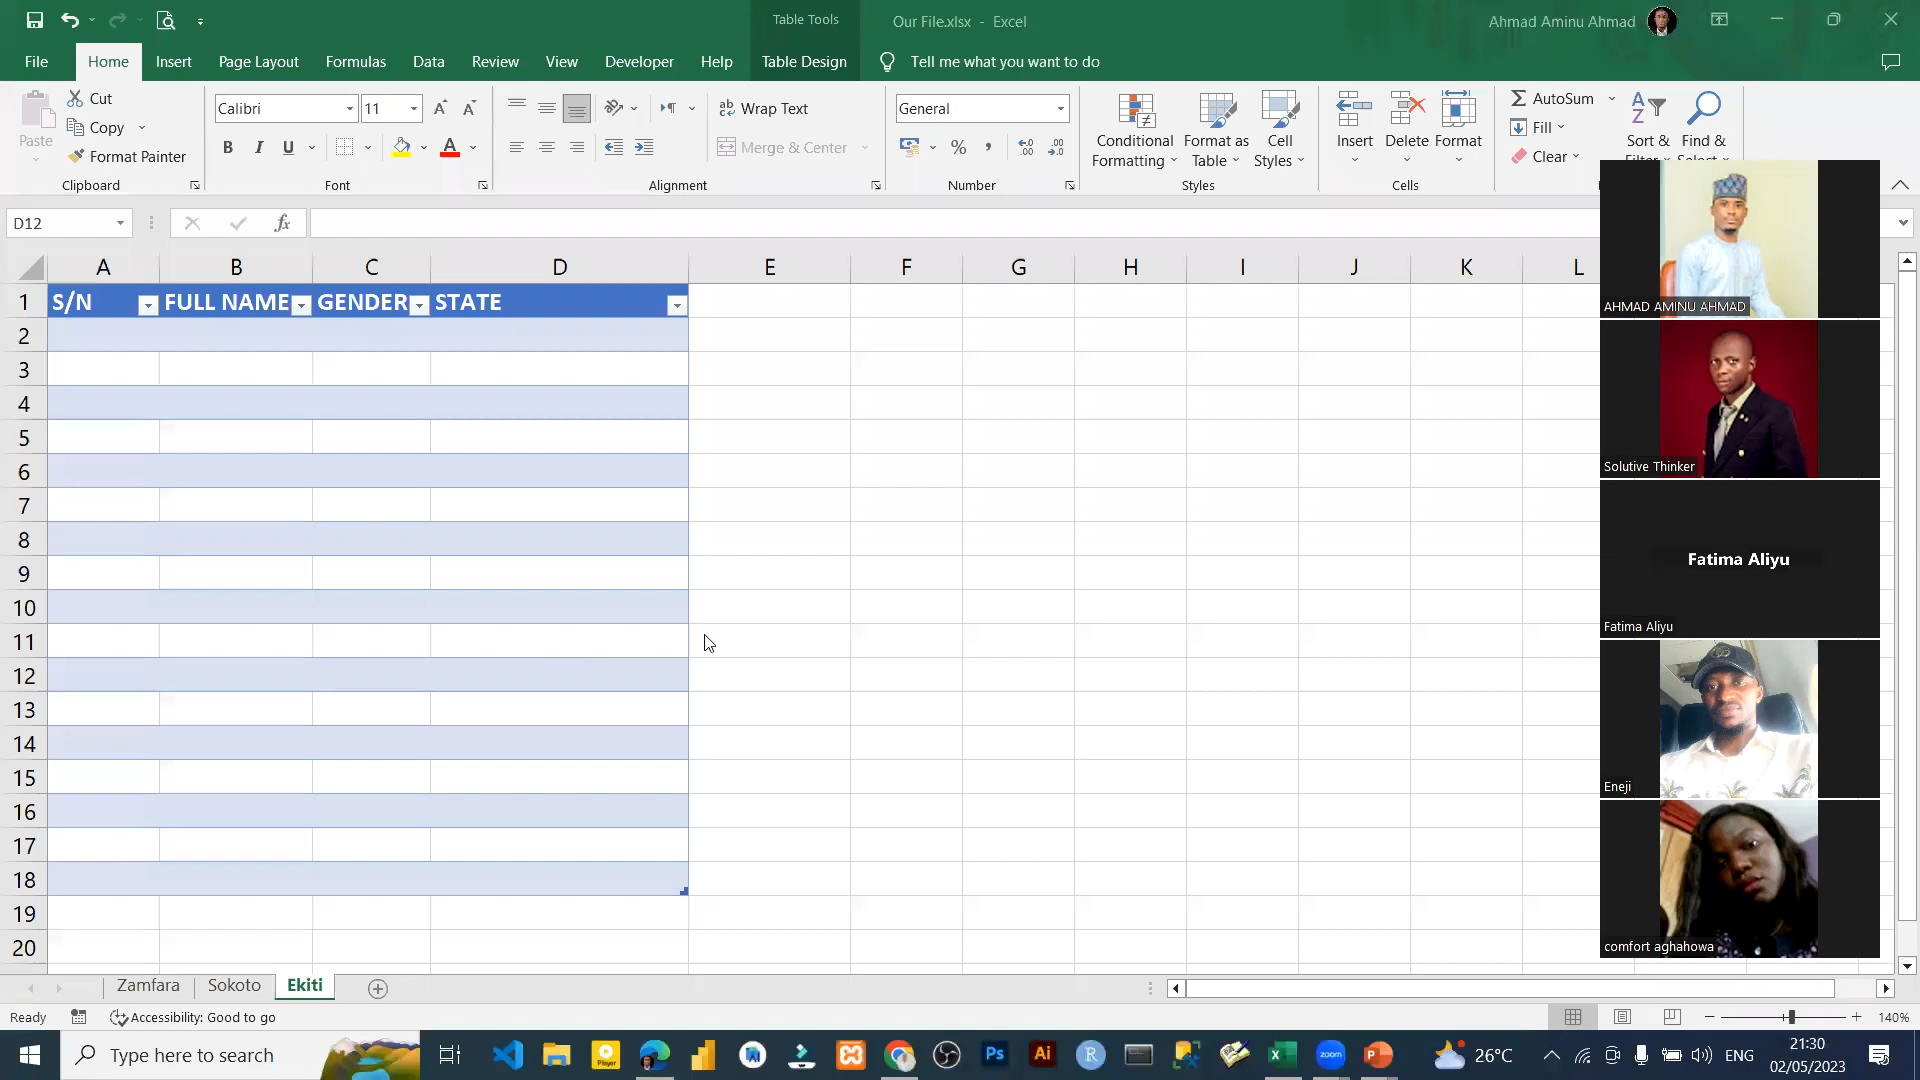 Table Tools
Our File.xlsx - Excel
Ahmad Aminu Ahmad
File Home Insert Page Layout Formulas Data Review View Developer Help Table Design Tell me what you want to do
Paste
Cut
Copy
Format Painter
Clipboard
Calibri 11
B I U A
Font
ab Wrap Text
Merge & Center
Alignment
General
% ,
Number
Conditional Formatting
Format as Table
Cell Styles
Styles
Insert Delete Format
Cells
AutoSum
Fill
Clear
Sort &
Find &
D12
fx
A B C D E F G H I J K L
1 S/N FULL NAME GENDER STATE
2
3
4
5
6
7
8
9
10
11
12
13
14
15
16
17
18
19
20
AHMAD AMINU AHMAD
Solutive Thinker
Fatima Aliyu
Fatima Aliyu
Eneji
comfort aghahowa
Zamfara Sokoto Ekiti
Ready Accessibility: Good to go
140%
Type here to search
Player
Ps
Ai
R
zoom
26°C
ENG
21:30
02/05/2023